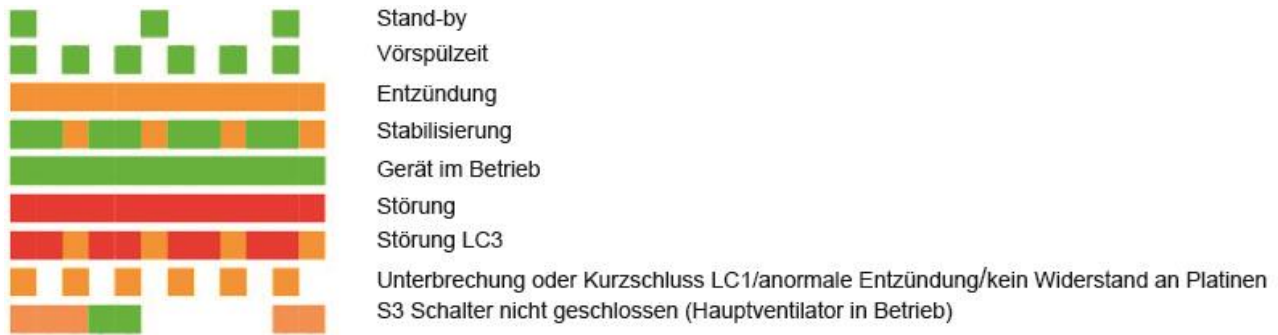 Stand-by
Vörspülzeit
Entzündung
Stabilisierung
Gerät im Betrieb
Störung
Störung LC3
Unterbrechung oder Kurzschluss LC1/anormale Entzündung/kein Widerstand an Platinen
S3 Schalter nicht geschlossen (Hauptventilator in Betrieb)